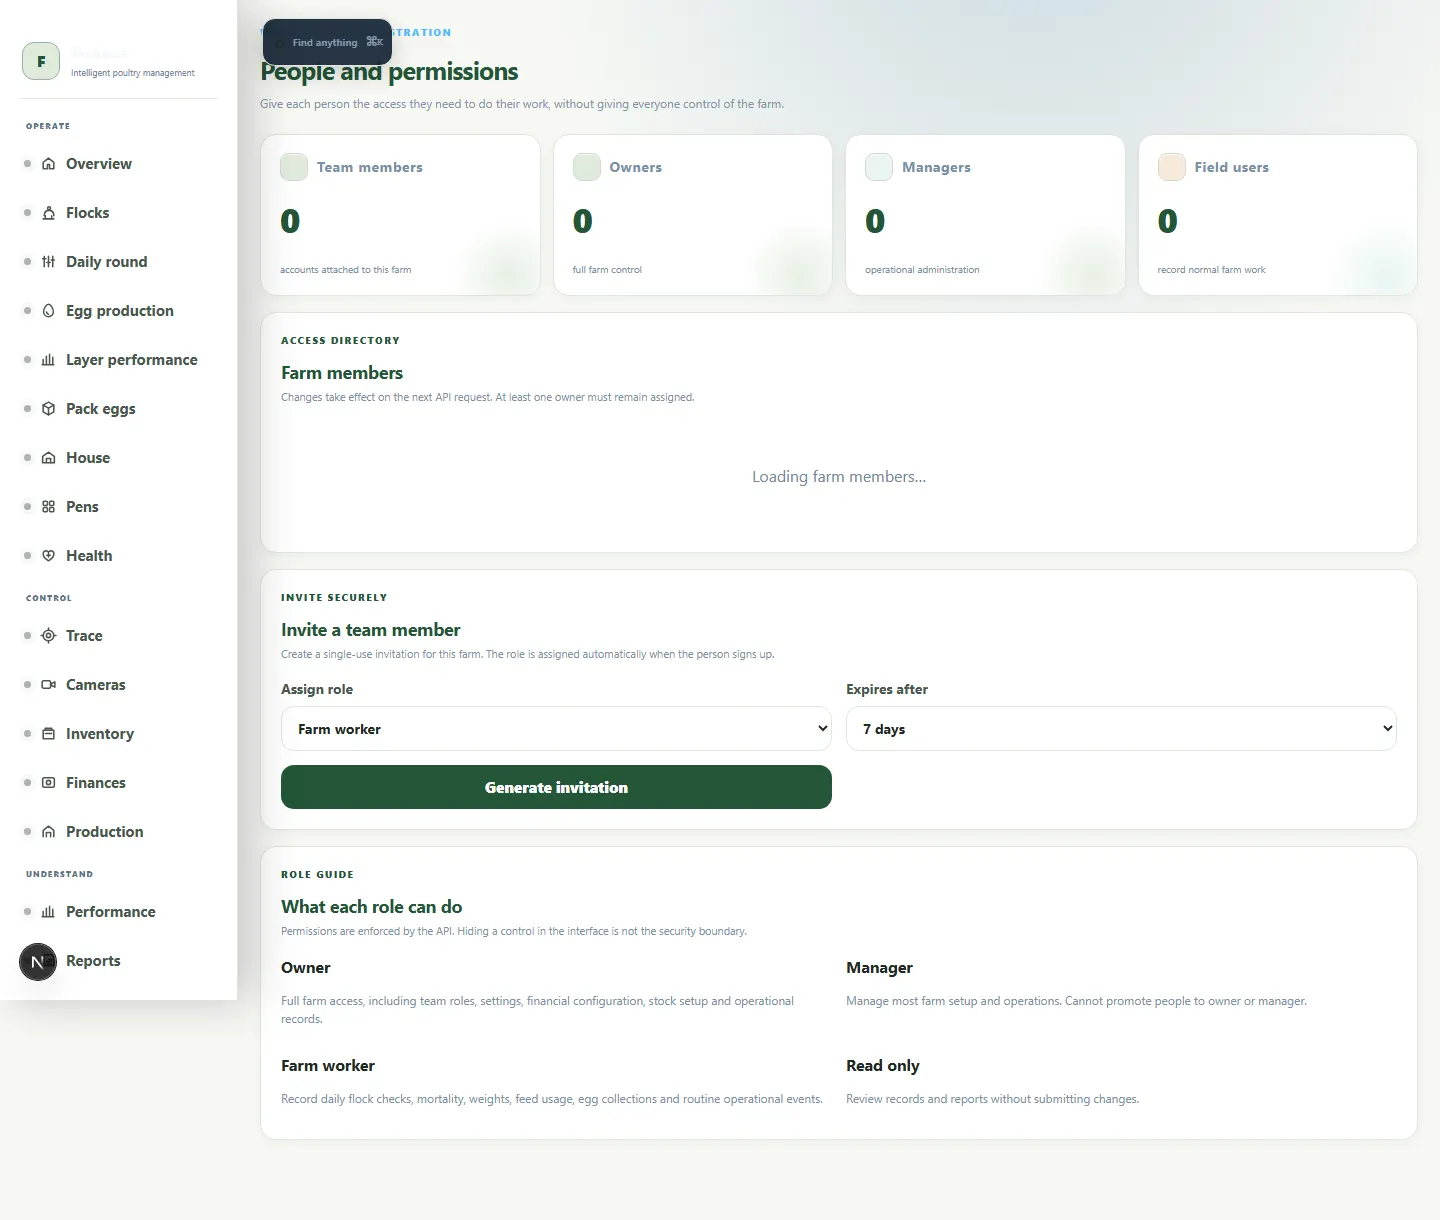 F
Intelligent poultry management
OPERATE
Overview
Flocks
Daily round
Egg production
Layer performance
Pack eggs
House
Pens
Health
CONTROL
Trace
Cameras
Inventory
Finances
Production
UNDERSTAND
Performance
N
Reports
Find anything ⌘K
STRATION
People and permissions
Give each person the access they need to do their work, without giving everyone control of the farm.
Team members
0
accounts attached to this farm
Owners
0
full farm control
Managers
0
operational administration
Field users
0
record normal farm work
ACCESS DIRECTORY
Farm members
Changes take effect on the next API request. At least one owner must remain assigned.
Loading farm members...
INVITE SECURELY
Invite a team member
Create a single-use invitation for this farm. The role is assigned automatically when the person signs up.
Assign role
Farm worker
Expires after
7 days
Generate invitation
ROLE GUIDE
What each role can do
Permissions are enforced by the API. Hiding a control in the interface is not the security boundary.
Owner
Full farm access, including team roles, settings, financial configuration, stock setup and operational
records.
Manager
Manage most farm setup and operations. Cannot promote people to owner or manager.
Farm worker
Record daily flock checks, mortality, weights, feed usage, egg collections and routine operational events.
Read only
Review records and reports without submitting changes.